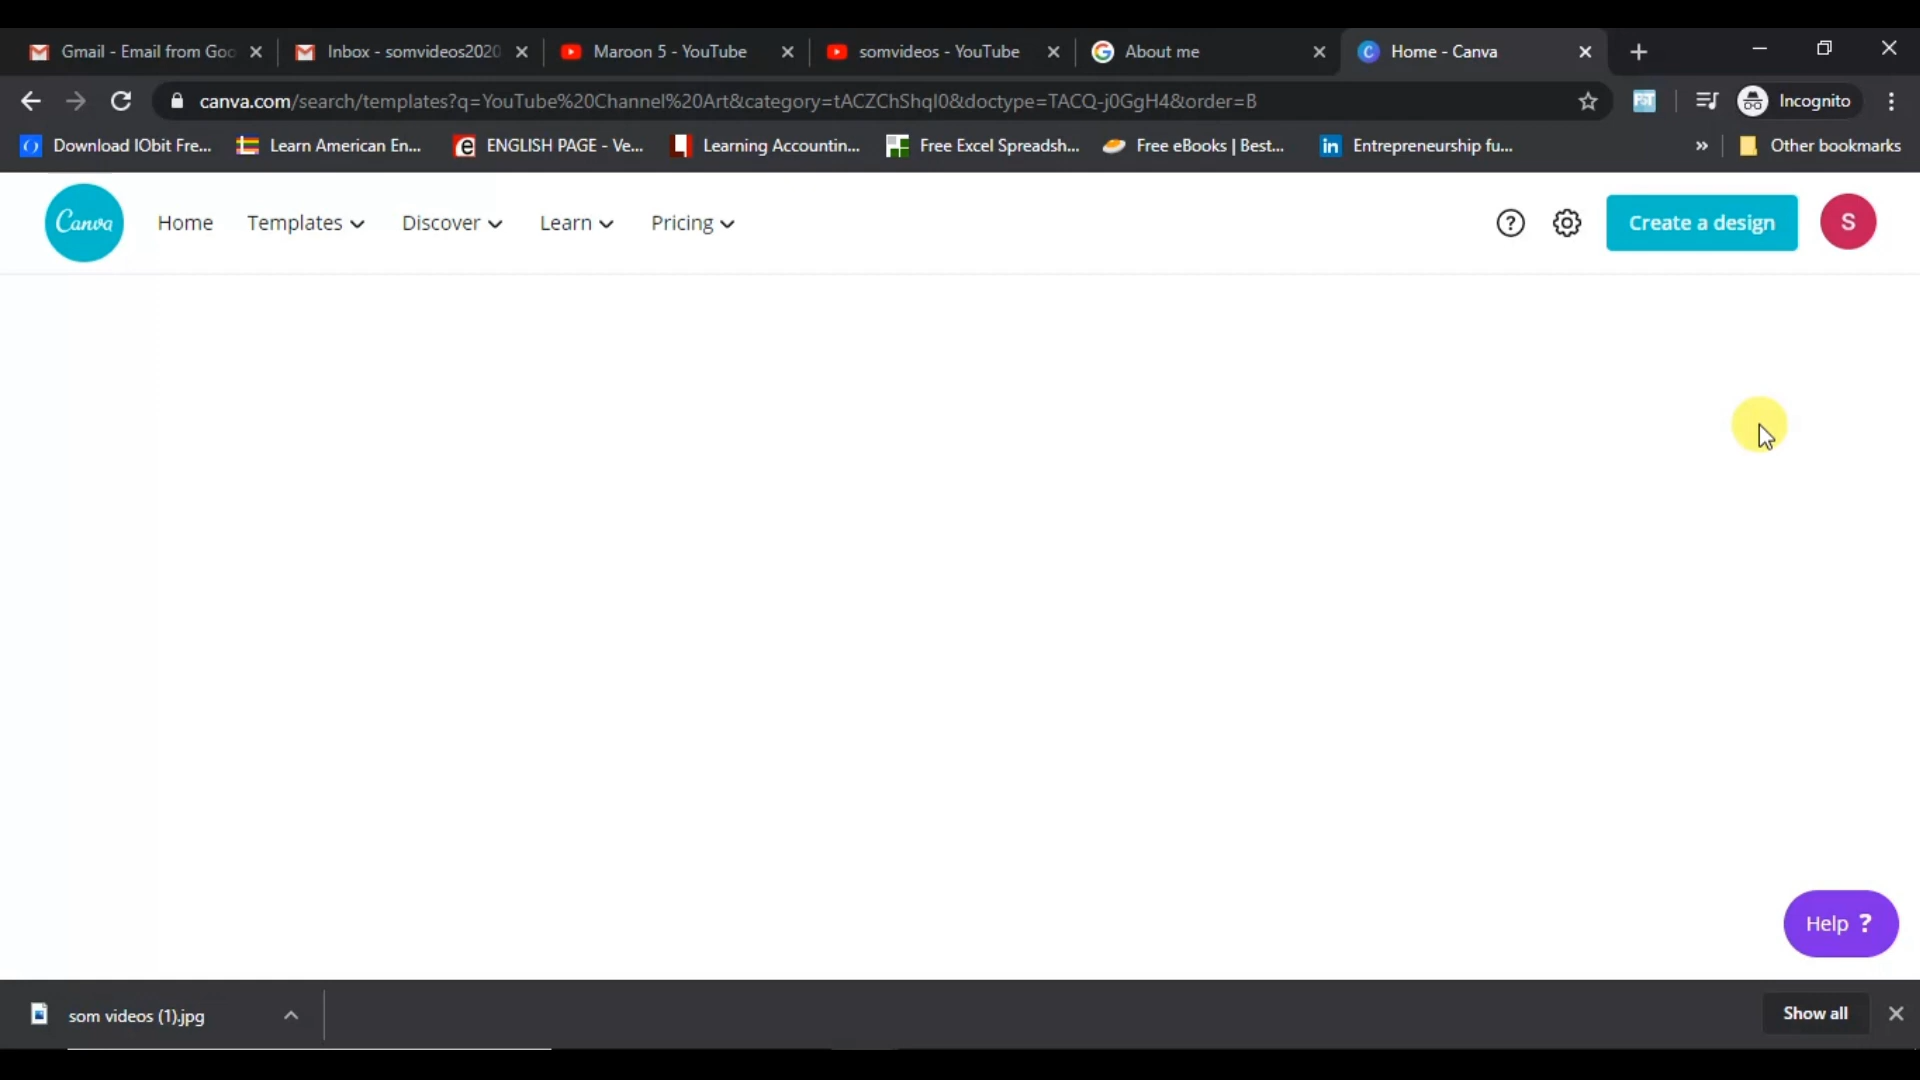 Gmail - Email from Goo
Inbox - somvideos2020
Maroon 5 - YouTube
somvideos - YouTube
About me
Home - Canva
canva.com/search/templates?q=YouTube%20Channel%20Art&category=tACZChShqI0&doctype=TACQ-j0GgH4&order=B
Incognito
Download IObit Fre...
Learn American En...
ENGLISH PAGE - Ve...
Learning Accountin...
Free Excel Spreadsh...
Free eBooks | Best...
Entrepreneurship fu...
Other bookmarks
Canva
Home
Templates
Discover
Learn
Pricing
Create a design
S
Help ?
som videos (1).jpg
Show all